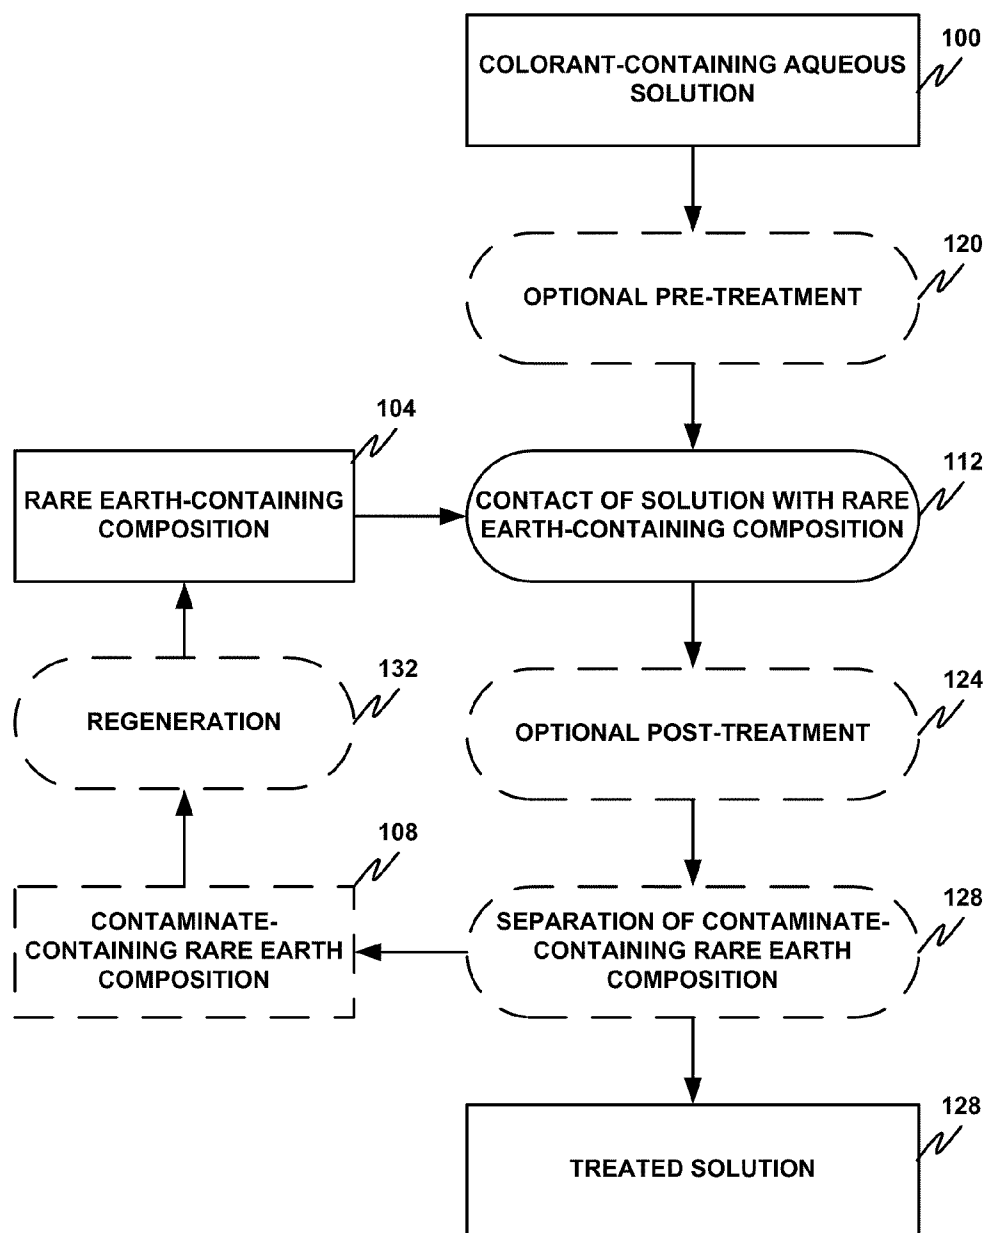 100
COLORANT-CONTAINING AQUEOUS
SOLUTION
120
OPTIONAL PRE-TREATMENT
104
RARE EARTH-CONTAINING
COMPOSITION
112
CONTACT OF SOLUTION WITH RARE
EARTH-CONTAINING COMPOSITION
132
REGENERATION
124
OPTIONAL POST-TREATMENT
108
CONTAMINATE-
CONTAINING RARE EARTH
COMPOSITION
128
SEPARATION OF CONTAMINATE-
CONTAINING RARE EARTH
COMPOSITION
128
TREATED SOLUTION